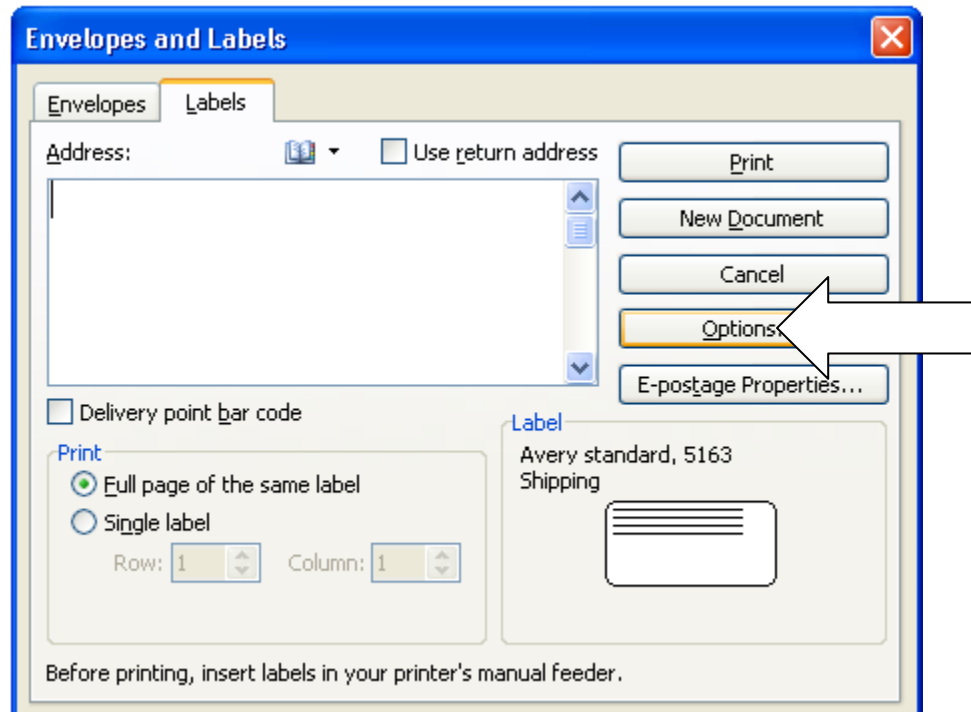 Envelopes and Labels
Envelopes Labels
Address: Use return address
Print
New Document
Cancel
Options
E-postage Properties...
Delivery point bar code
Print
Full page of the same label
Single label
Row: 1 Column: 1
Label
Avery standard, 5163
Shipping
Before printing, insert labels in your printer's manual feeder.